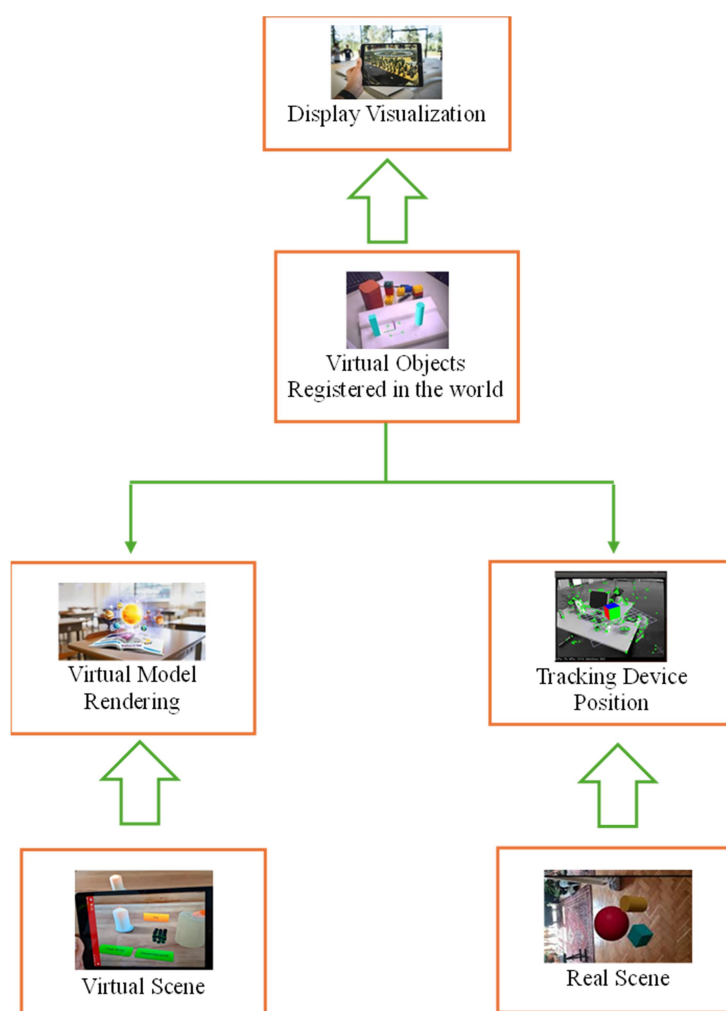 Display Visualization
Virtual Objects
Registered in the world
Virtual Model
Rendering
Tracking Device
Position
Virtual Scene
Real Scene